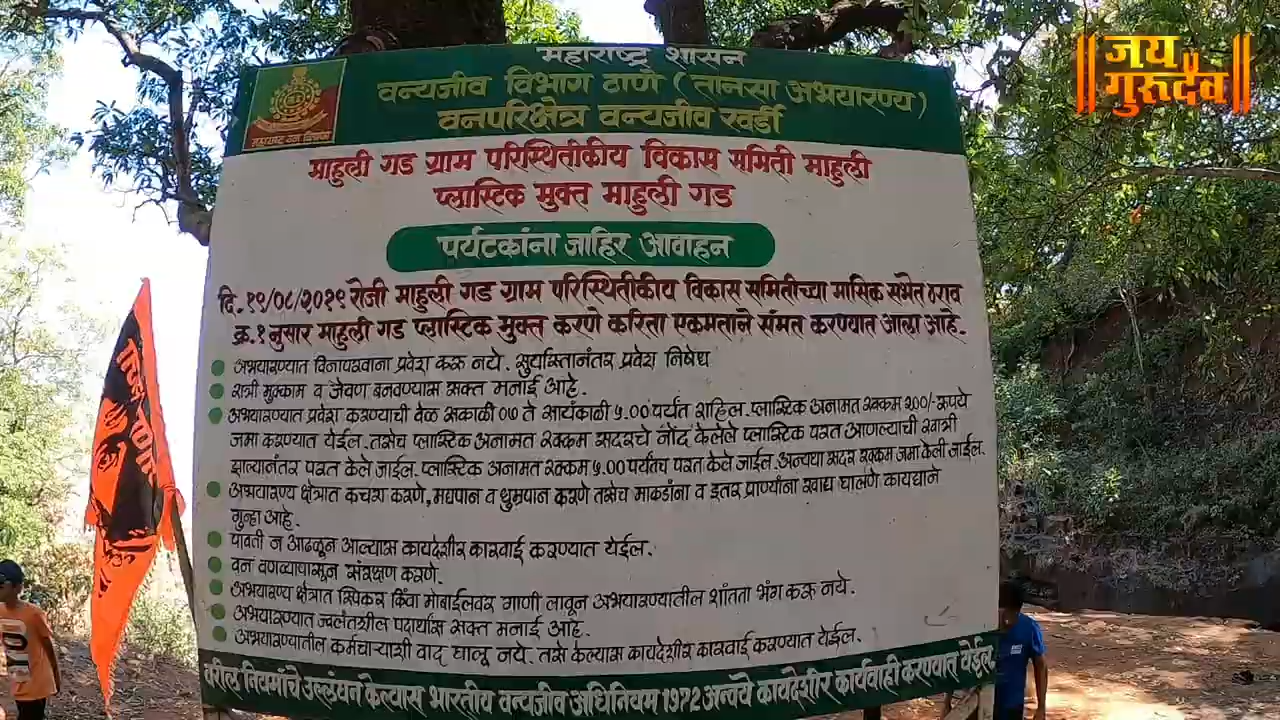 जय
गुरुदेव
महाराष्ट्र शासन
वन्यजीव विभाग ठाणे (तानसा अभयारण्य)
वनपरिक्षेत्र वन्यजीव खर्डी
माहुली गड ग्राम परिस्थितीकीय विकास समिती माहुली
प्लास्टिक मुक्त माहुली गड
पर्यटकांना जाहिर आवाहन
दि. १९/०८/२०१९ रोजी माहुली गड ग्राम परिस्थितीकीय विकास समितीच्या मासिक सभेत ठराव
क्र.१ नुसार माहुली गड प्लास्टिक मुक्त करणे करिता एकमताने संमत करण्यात आला आहे.
अभयारण्यात विनापरवाना प्रवेश करू नये. सुर्यास्तानंतर प्रवेश निषेध
रात्री मुक्काम व जेवण बनवण्यास सक्त मनाई आहे.
अभयारण्यात प्रवेश करण्याची वेळ सकाळी ०७ ते सायंकाळी ५.00 पर्यंत राहिल. प्लास्टिक अनामत रक्कम २००/- रूपये
जमा करण्यात येईल. तसेच प्लास्टिक अनामत रक्कम सदरचे नोंद केलेले प्लास्टिक परत आणल्याची खात्री
झाल्यानंतर परत केले जाईल. प्लास्टिक अनामत रक्कम ५.00 पर्यंतच परत केले जाईल. अन्यथा सदर रक्कम जमा केली जाईल.
अभयारण्य क्षेत्रात कचरा करणे, मद्यपान व धुम्रपान करणे तसेच माकडांना व इतर प्राण्यांना खाद्य घालणे कायद्याने
गुन्हा आहे.
पावती न आढळून आल्यास कायदेशीर कारवाई करण्यात येईल.
वन वणव्यापासून संरक्षण करणे.
अभयारण्य क्षेत्रात स्पिकर किंवा मोबाईलवर गाणी लावून अभयारण्यातील शांतता भंग करू नये.
अभयारण्यात ज्वलंतशील पदार्थास सक्त मनाई आहे.
अभयारण्यातील कर्मचाऱ्याशी वाद घालू नये. तसे केल्यास कायदेशीर कारवाई करण्यात येईल.
वरील नियमांचे उल्लंघन केल्यास भारतीय वन्यजीव अधिनियम 1972 अन्वये कायदेशीर कार्यवाही करण्यात येईल.